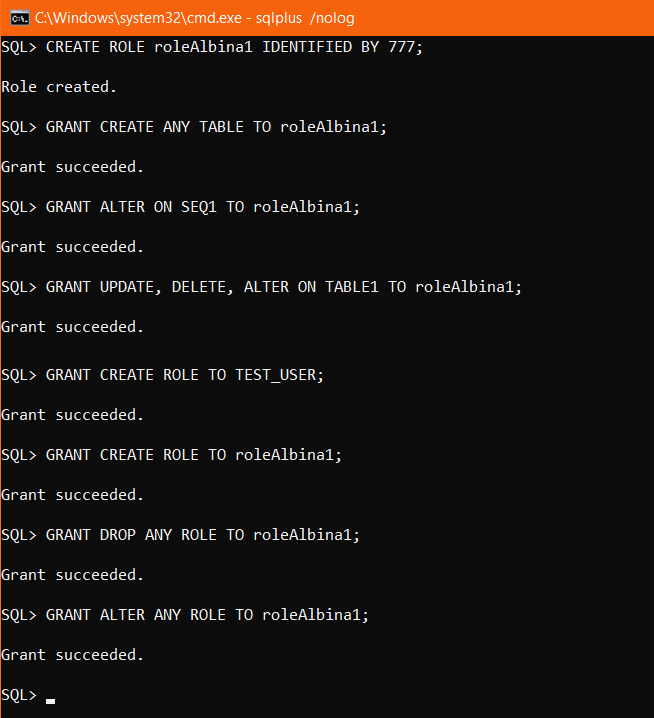 C:\Windows\system32\cmd.exe - sqlplus  /nolog
SQL> CREATE ROLE roleAlbina1 IDENTIFIED BY 777;
Role created.
SQL> GRANT CREATE ANY TABLE TO roleAlbina1;
Grant succeeded.
SQL> GRANT ALTER ON SEQ1 TO roleAlbina1;
Grant succeeded.
SQL> GRANT UPDATE, DELETE, ALTER ON TABLE1 TO roleAlbina1;
Grant succeeded.
SQL> GRANT CREATE ROLE TO TEST_USER;
Grant succeeded.
SQL> GRANT CREATE ROLE TO roleAlbina1;
Grant succeeded.
SQL> GRANT DROP ANY ROLE TO roleAlbina1;
Grant succeeded.
SQL> GRANT ALTER ANY ROLE TO roleAlbina1;
Grant succeeded.
SQL>